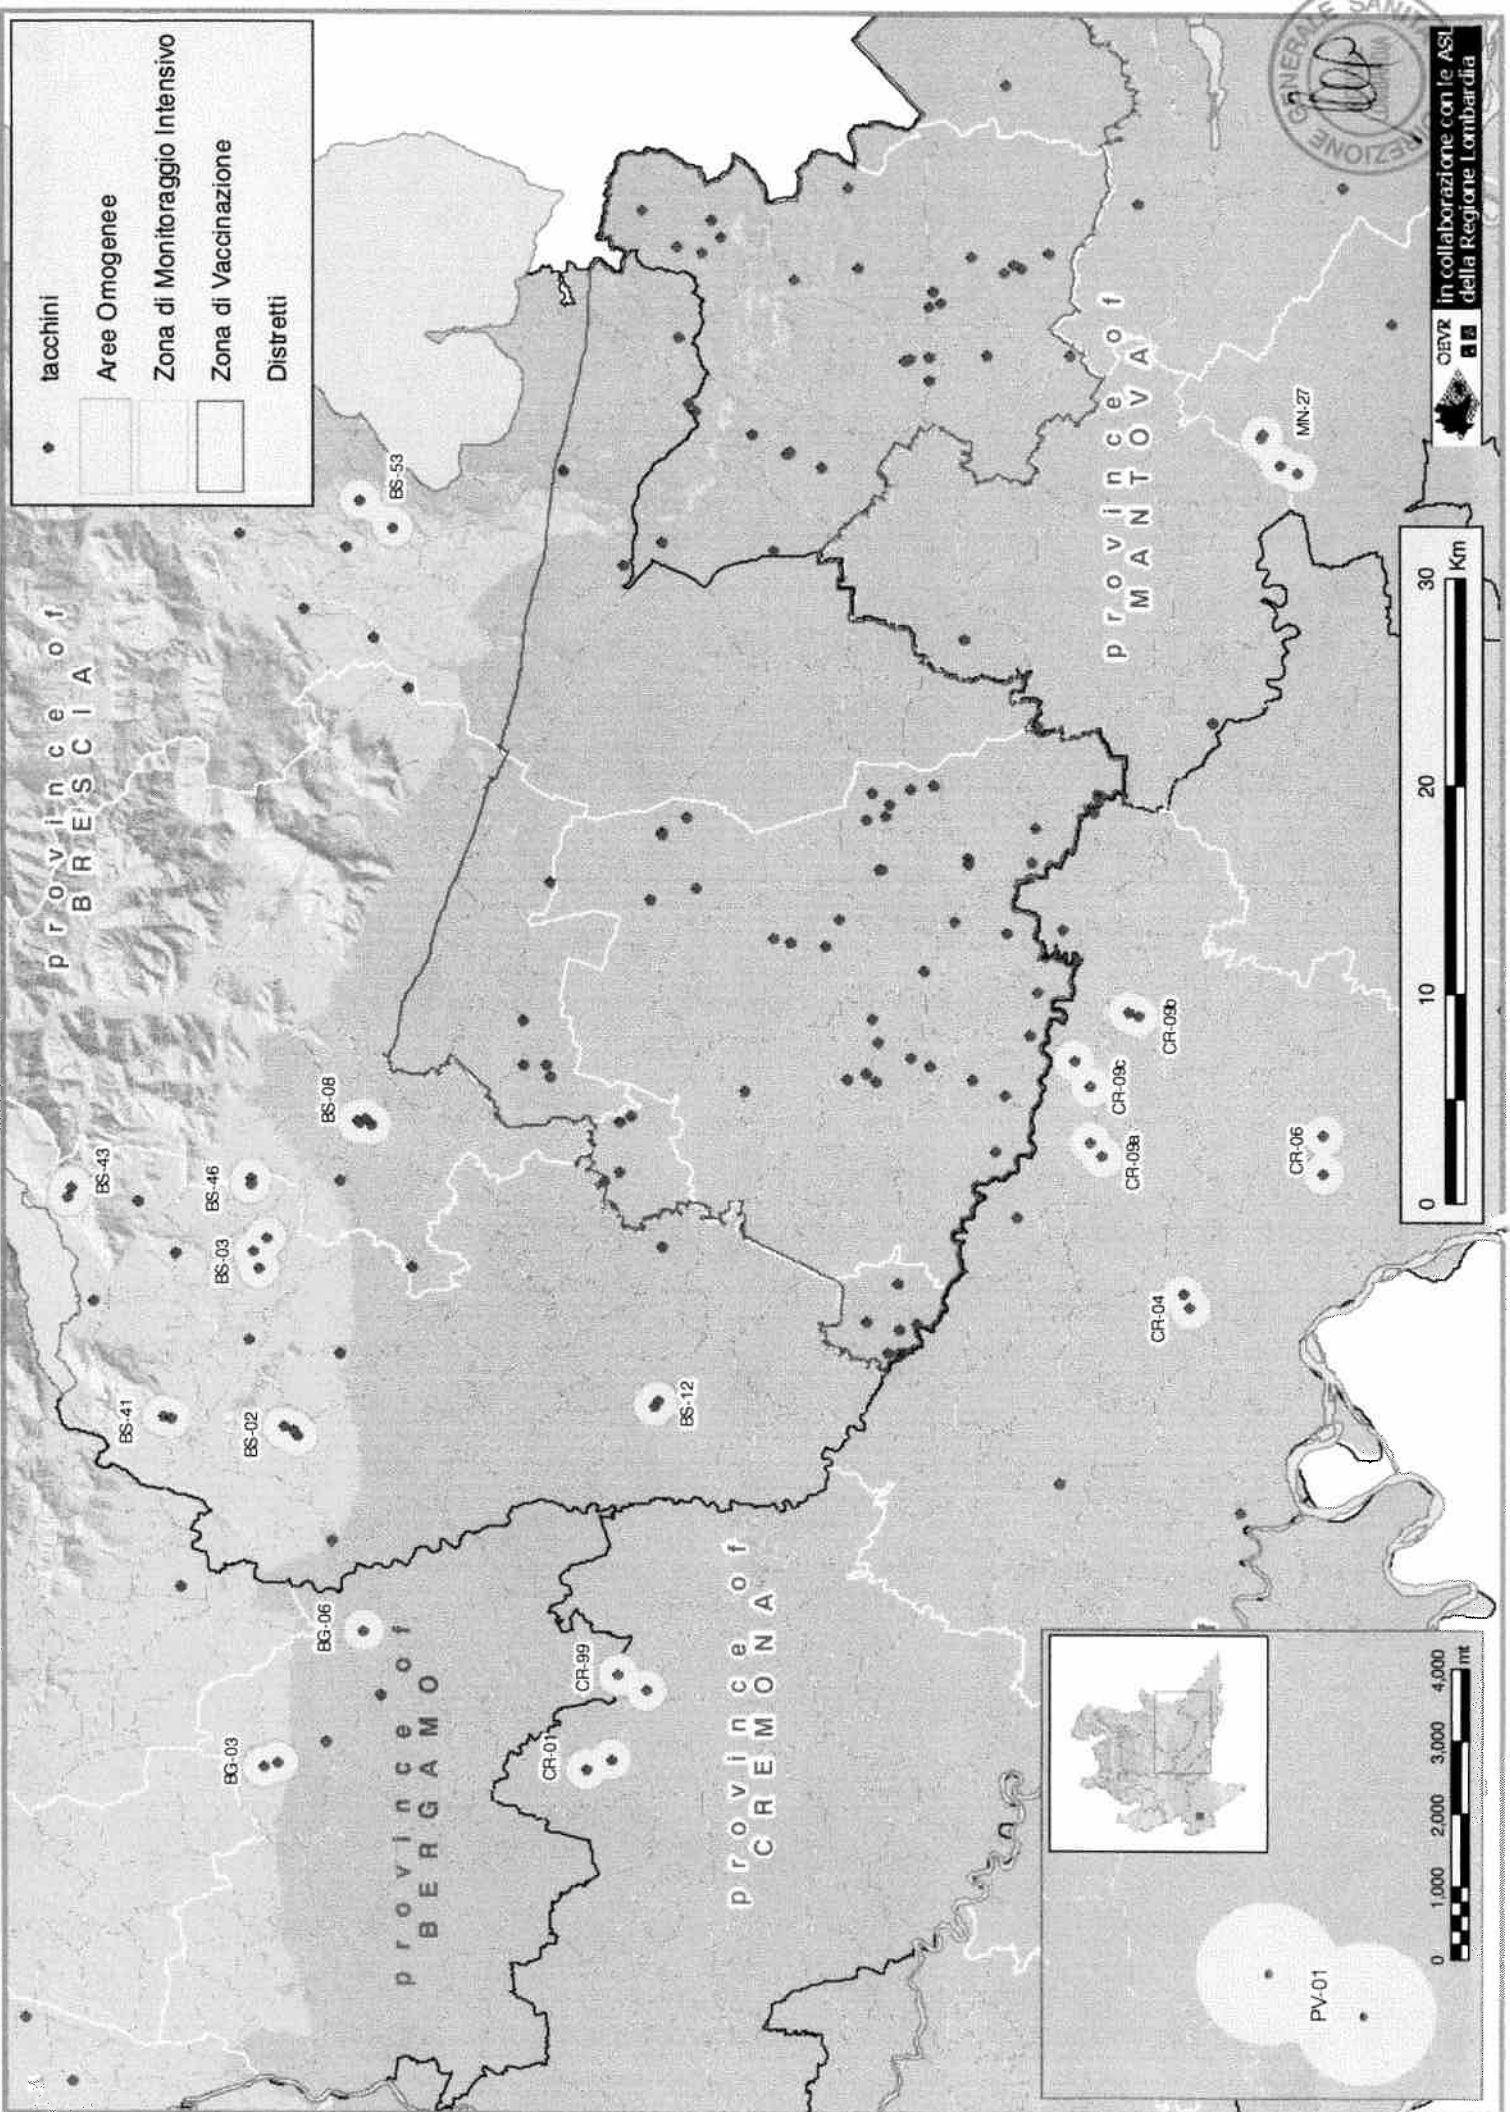 tacchini
Aree Omogenee
Zona di Monitoraggio Intensivo
Zona di Vaccinazione
Distretti
province of
BRESCIA
BS-53
BS-43
BS-46
BS-08
BS-03
BS-41
BS-02
BS-12
BG-06
BG-03
province of
BERGAMO
CR-99
CR-01
province of
CREMONA
province of
MANTOVA
MN-27
CR-09b
CR-09c
CR-09a
CR-06
CR-04
PV-01
0 1,000 2,000 3,000 4,000
mt
0 10 20 30
Km
OEVR
in collaborazione con le ASL
della Regione Lombardia
GENERALE SANITA
LOMBARDIA